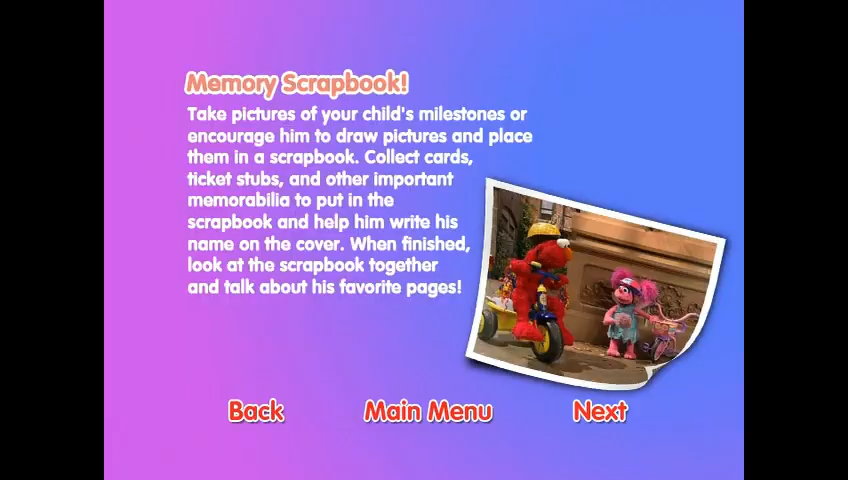 Memory Scrapbook!
Take pictures of your child's milestones or
encourage him to draw pictures and place
them in a scrapbook. Collect cards,
ticket stubs, and other important
memorabilia to put in the
scrapbook and help him write his
name on the cover. When finished,
look at the scrapbook together
and talk about his favorite pages!
Back Main Menu Next